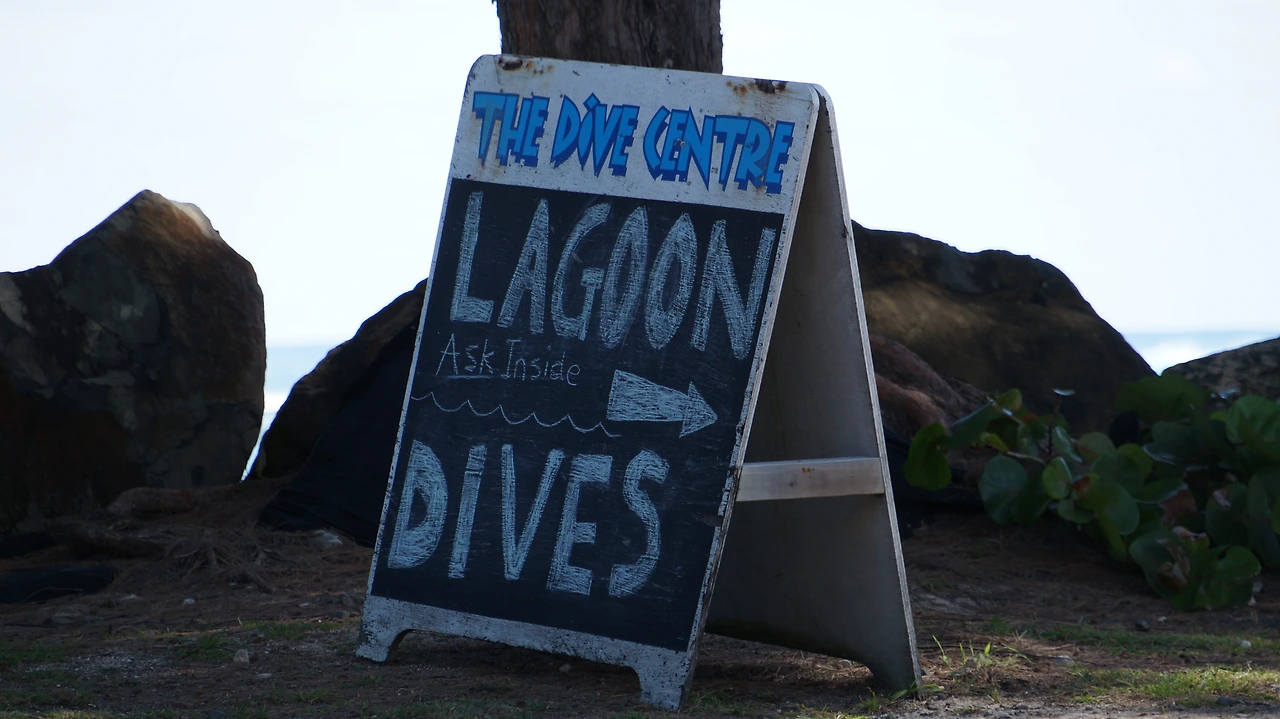 THE DIVE CENTRE
LAGOON
Ask Inside
DIVES